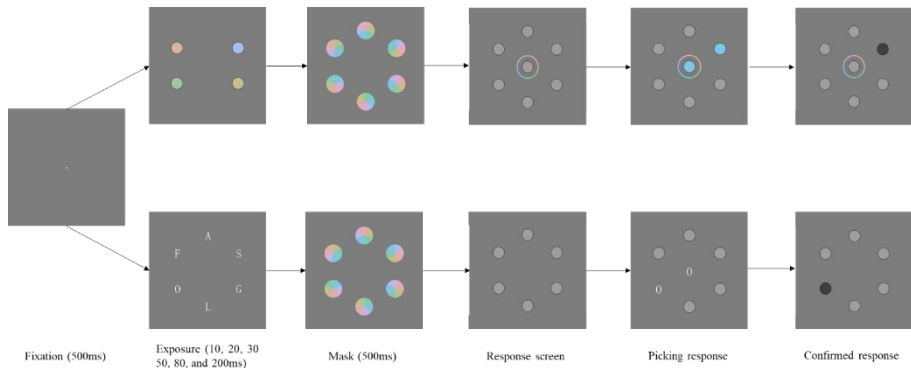 A
F S
O G
L
O
O
Fixation (500ms)
Exposure (10, 20, 30
50, 80, and 200ms)
Mask (500ms)
Response screen
Picking response
Confirmed response